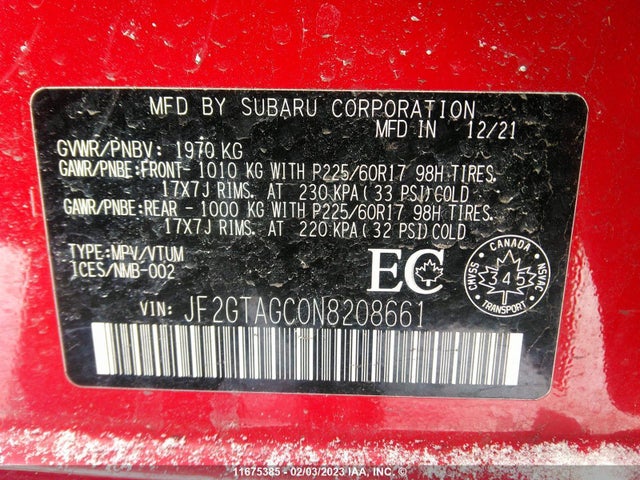 MFD BY SUBARU CORPORATION
MFD IN 12/21
GVWR/PNBV: 1970 KG
GAWR/PNBE:FRONT- 1010 KG WITH P225/60R17 98H TIRES.
17X7J RIMS. AT 230 KPA(33 PSI)COLD
GAWR/PNBE:REAR - 1000 KG WITH P225/60R17 98H TIRES.
17X7J RIMS. AT 220 KPA(32 PSI)COLD
TYPE:MPV/VTUM
ICES/NMB-002
EC
CANADA
CMVSS
345
NSVAC
VIN: JF2GTAGC0N8208661
11675385 - 02/03/2023 IAA, INC. ©